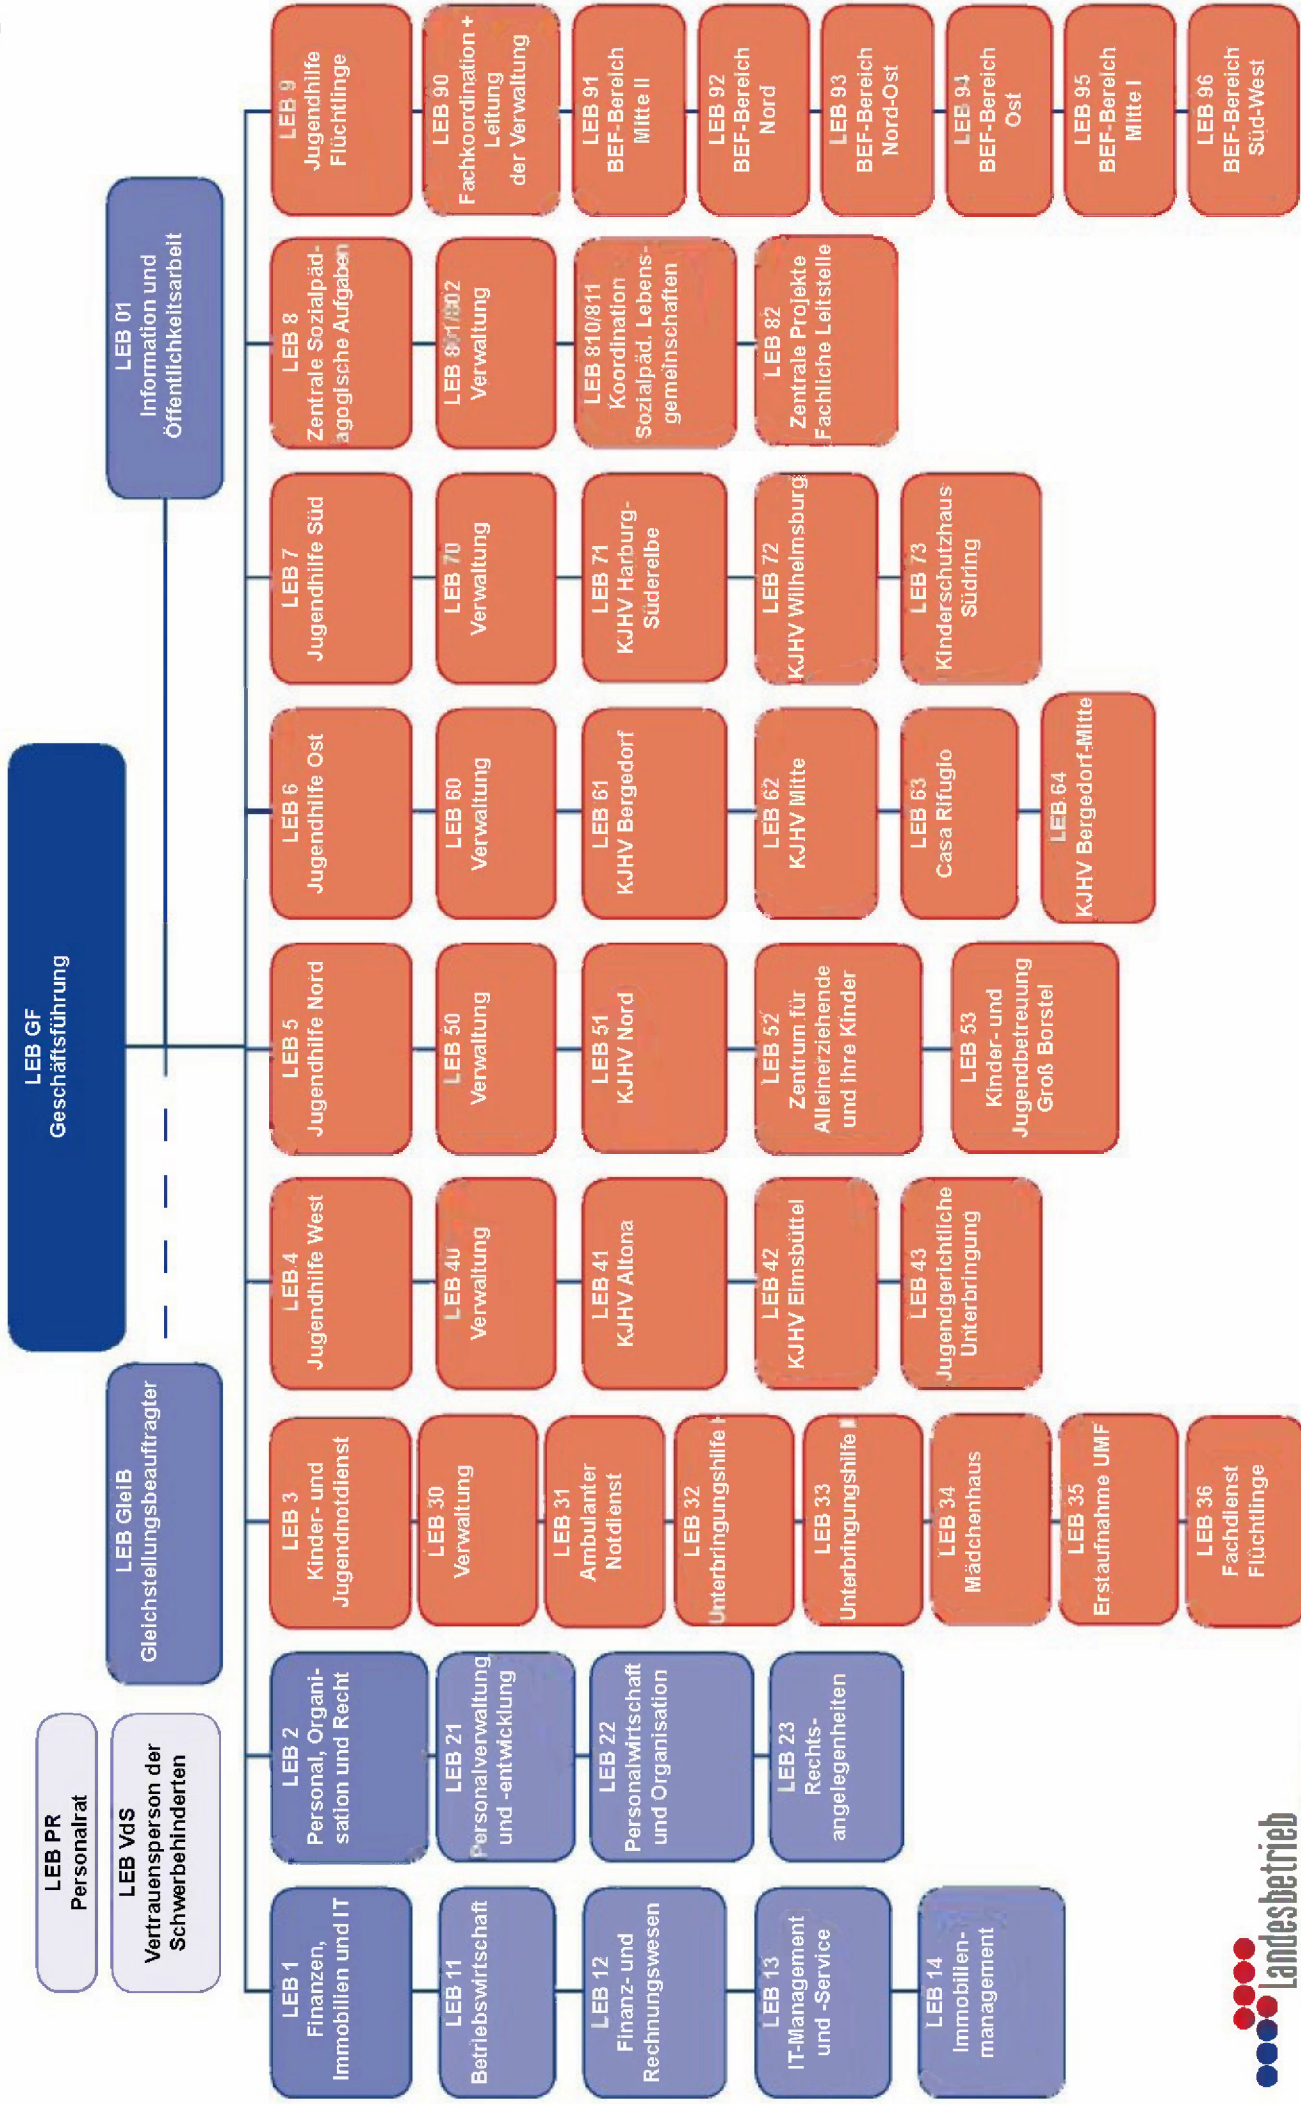 LEB GF
Geschäftsführung
LEB PR
Personalrat
LEB VdS
Vertrauensperson der
Schwerbehinderten
LEB GleiB
Gleichstellungsbeauftragter
LEB 01
Information und
Öffentlichkeitsarbeit
LEB 1
Finanzen,
Immobilien und IT
LEB 11
Betriebswirtschaft
LEB 12
Finanz- und
Rechnungswesen
LEB 13
IT-Management
und -Service
LEB 14
Immobilien-
management
LEB 2
Personal, Organi-
sation und Recht
LEB 21
Personalverwaltung
und -entwicklung
LEB 22
Personalwirtschaft
und Organisation
LEB 23
Rechts-
angelegenheiten
LEB 3
Kinder- und
Jugendnotdienst
LEB 30
Verwaltung
LEB 31
Ambulanter
Notdienst
LEB 32
Unterbringungshilfe
LEB 33
Unterbringungshilfe
LEB 34
Mädchenhaus
LEB 35
Erstaufnahme UMF
LEB 36
Fachdienst
Flüchtlinge
LEB 4
Jugendhilfe West
LEB 40
Verwaltung
LEB 41
KJHV Altona
LEB 42
KJHV Eimsbüttel
LEB 43
Jugendgerichtliche
Unterbringung
LEB 5
Jugendhilfe Nord
LEB 50
Verwaltung
LEB 51
KJHV Nord
LEB 52
Zentrum für
Alleinerziehende
und ihre Kinder
LEB 53
Kinder- und
Jugendbetreuung
Groß Borstel
LEB 6
Jugendhilfe Ost
LEB 60
Verwaltung
LEB 61
KJHV Bergedorf
LEB 62
KJHV Mitte
LEB 63
Casa Rifugio
LEB 64
KJHV Bergedorf-Mitte
LEB 7
Jugendhilfe Süd
LEB 70
Verwaltung
LEB 71
KJHV Harburg-
Süderelbe
LEB 72
KJHV Wilhelmsburg
LEB 73
Kinderschutzhaus
Südring
LEB 8
Zentrale Sozialpäd-
agogische Aufgaben
LEB 801/802
Verwaltung
LEB 810/811
Koordination
Sozialpäd. Lebens-
gemeinschaften
LEB 82
Zentrale Projekte
Fachliche Leitstelle
LEB 9
Jugendhilfe
Flüchtlinge
LEB 90
Fachkoordination +
Leitung
der Verwaltung
LEB 91
BEF-Bereich
Mitte II
LEB 92
BEF-Bereich
Nord
LEB 93
BEF-Bereich
Nord-Ost
LEB 94
BEF-Bereich
Ost
LEB 95
BEF-Bereich
Mitte I
LEB 96
BEF-Bereich
Süd-West
Landesbetrieb